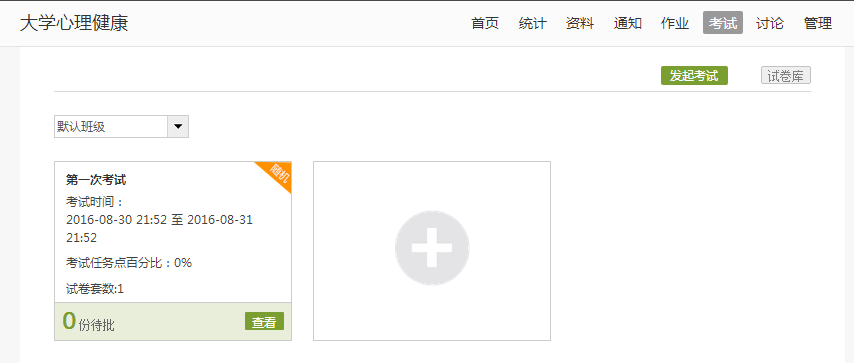 大学心理健康
首页 统计 资料 通知 作业 考试 讨论 管理
发起考试 试卷库
默认班级
随机
第一次考试
考试时间：
2016-08-30 21:52 至 2016-08-31
21:52
考试任务点百分比：0%
试卷套数:1
0份待批 查看